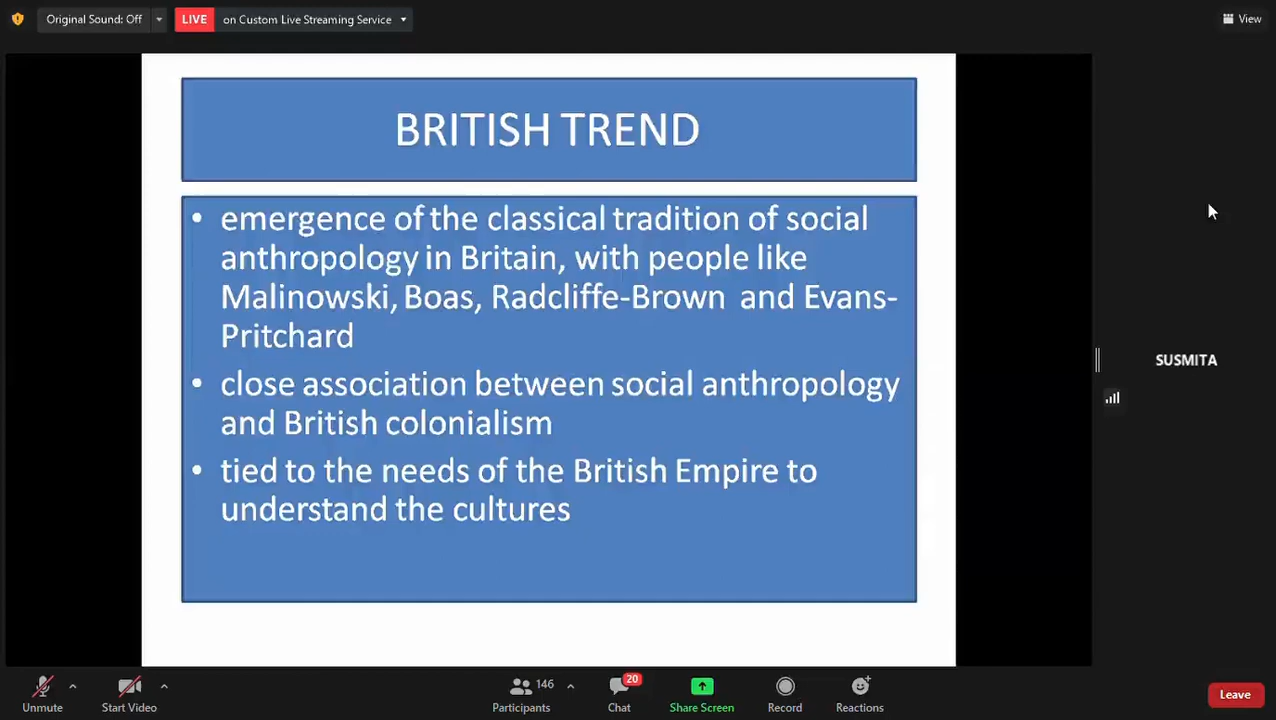 Original Sound: Off
LIVE on Custom Live Streaming Service
View
BRITISH TREND
• emergence of the classical tradition of social
anthropology in Britain, with people like
Malinowski, Boas, Radcliffe-Brown and Evans-
Pritchard
• close association between social anthropology
and British colonialism
• tied to the needs of the British Empire to
understand the cultures
SUSMITA
Unmute
Start Video
146
Participants
20
Chat
Share Screen
Record
Reactions
Leave